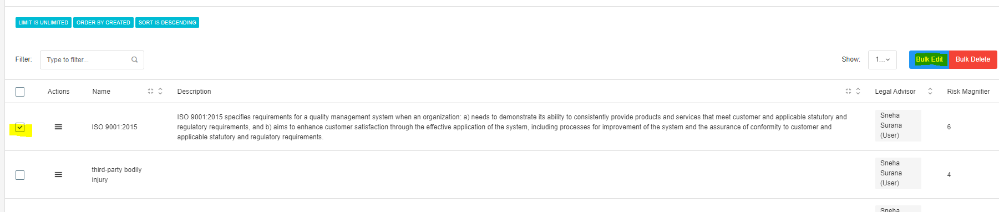 LIMIT IS UNLIMITED ORDER BY CREATED SORT IS DESCENDING
Filter: Type to filter... Show: 1... Bulk Edit Bulk Delete
Actions Name Description Legal Advisor Risk Magnifier
ISO 9001:2015
ISO 9001:2015 specifies requirements for a quality management system when an organization: a) needs to demonstrate its ability to consistently provide products and services that meet customer and applicable statutory and
regulatory requirements, and b) aims to enhance customer satisfaction through the effective application of the system, including processes for improvement of the system and the assurance of conformity to customer and
applicable statutory and regulatory requirements.
Sneha
Surana
(User)
6
third-party bodily
injury
Sneha
Surana
(User)
4
Sneha